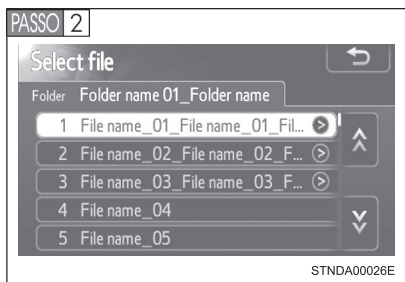 PASSO 2
Select file
Folder Folder name 01_Folder name
1 File name_01_File name_01_Fil...
2 File name_02_File name_02_F...
3 File name_03_File name_03_F...
4 File name_04
5 File name_05
STNDA00026E